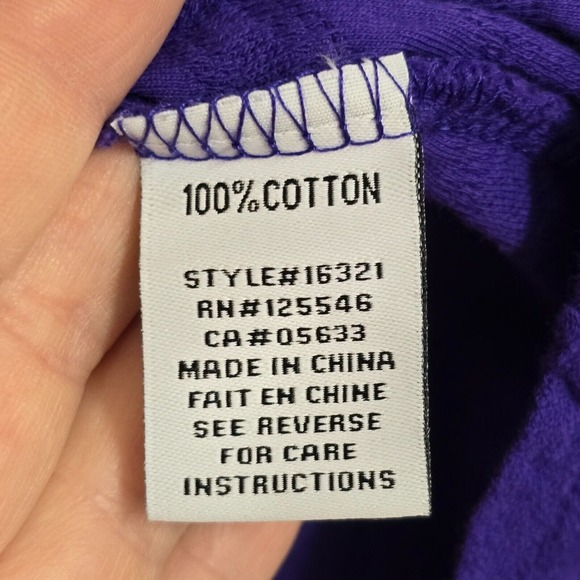 100%COTTON
STYLE#16321
RN#125546
CA#05633
MADE IN CHINA
FAIT EN CHINE
SEE REVERSE
FOR CARE
INSTRUCTIONS